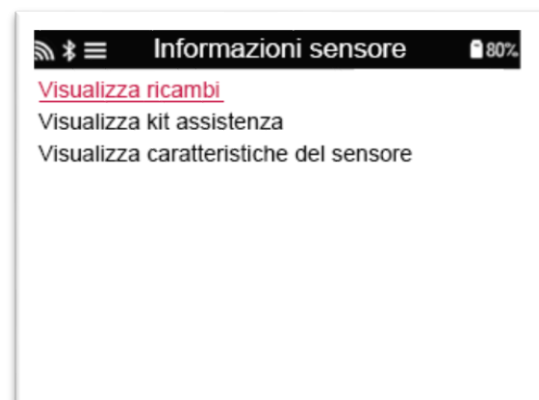 Informazioni sensore 80%
Visualizza ricambi
Visualizza kit assistenza
Visualizza caratteristiche del sensore